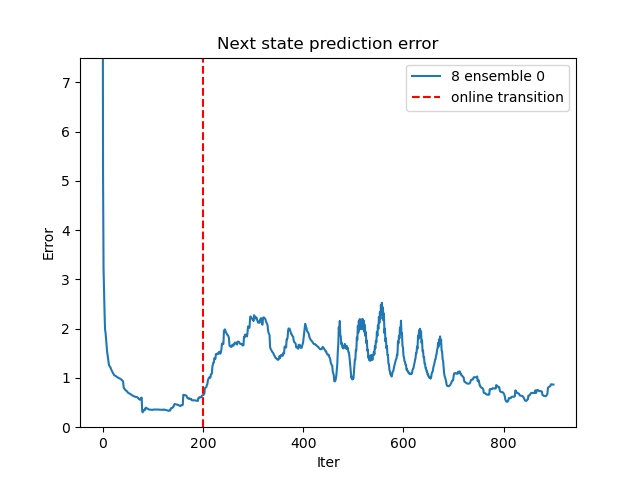 Next state prediction error
8 ensemble 0
online transition
7
6
5
4
3
2
1
0
Error
0
200
400
600
800
Iter